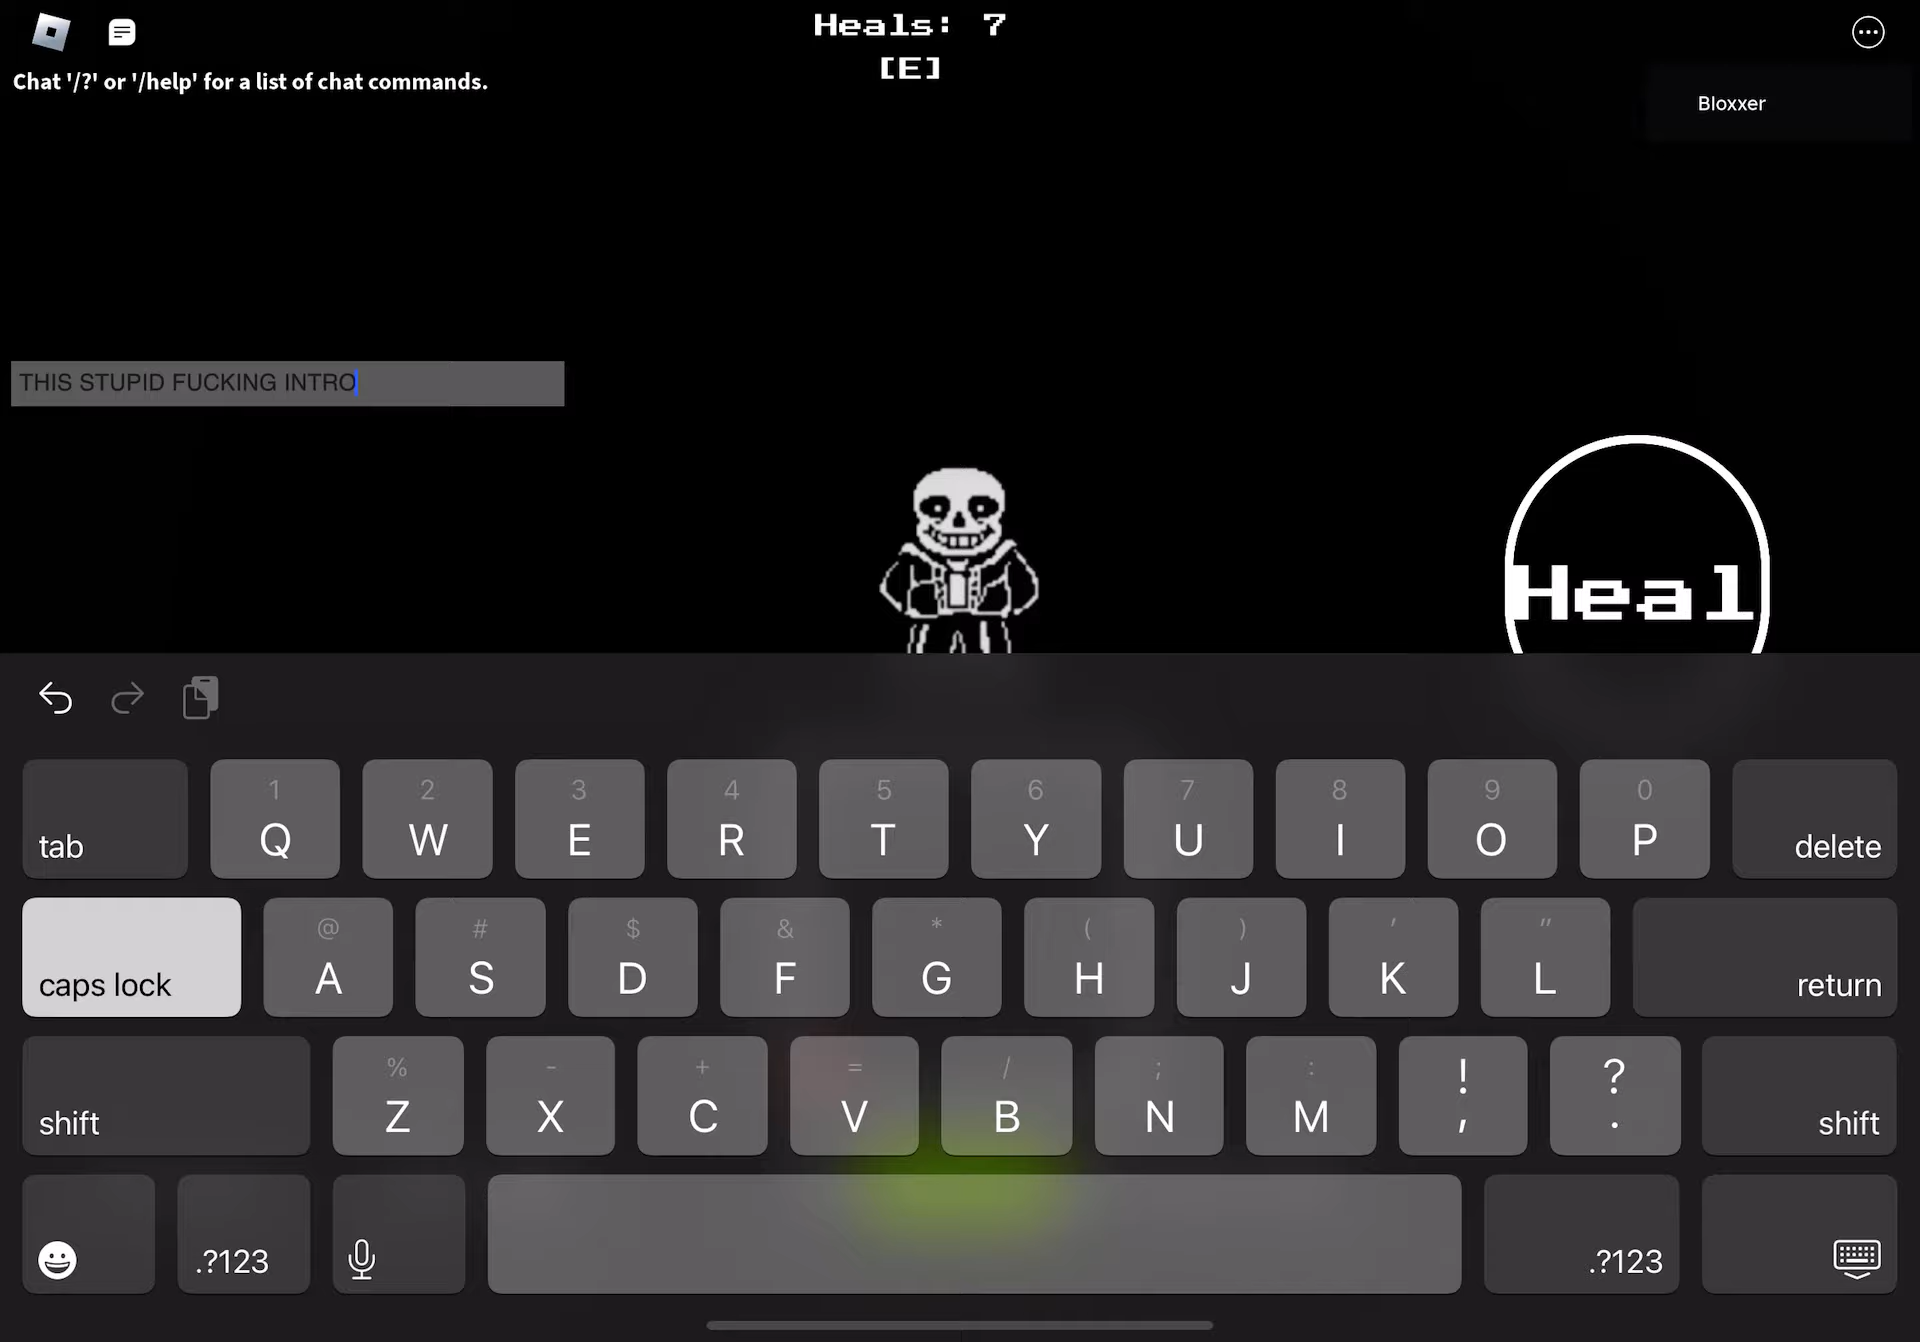 Heals: 7
[E]
Chat '/?' or '/help' for a list of chat commands.
Bloxxer
THIS STUPID FUCKING INTRO
Heal
1 2 3 4 5 6 7 8 9 0
tab Q W E R T Y U I O P delete
@ # $ & * ( ) ' "
caps lock A S D F G H J K L return
% - + = / ; : ! ?
shift Z X C V B N M , . shift
.?123 .?123